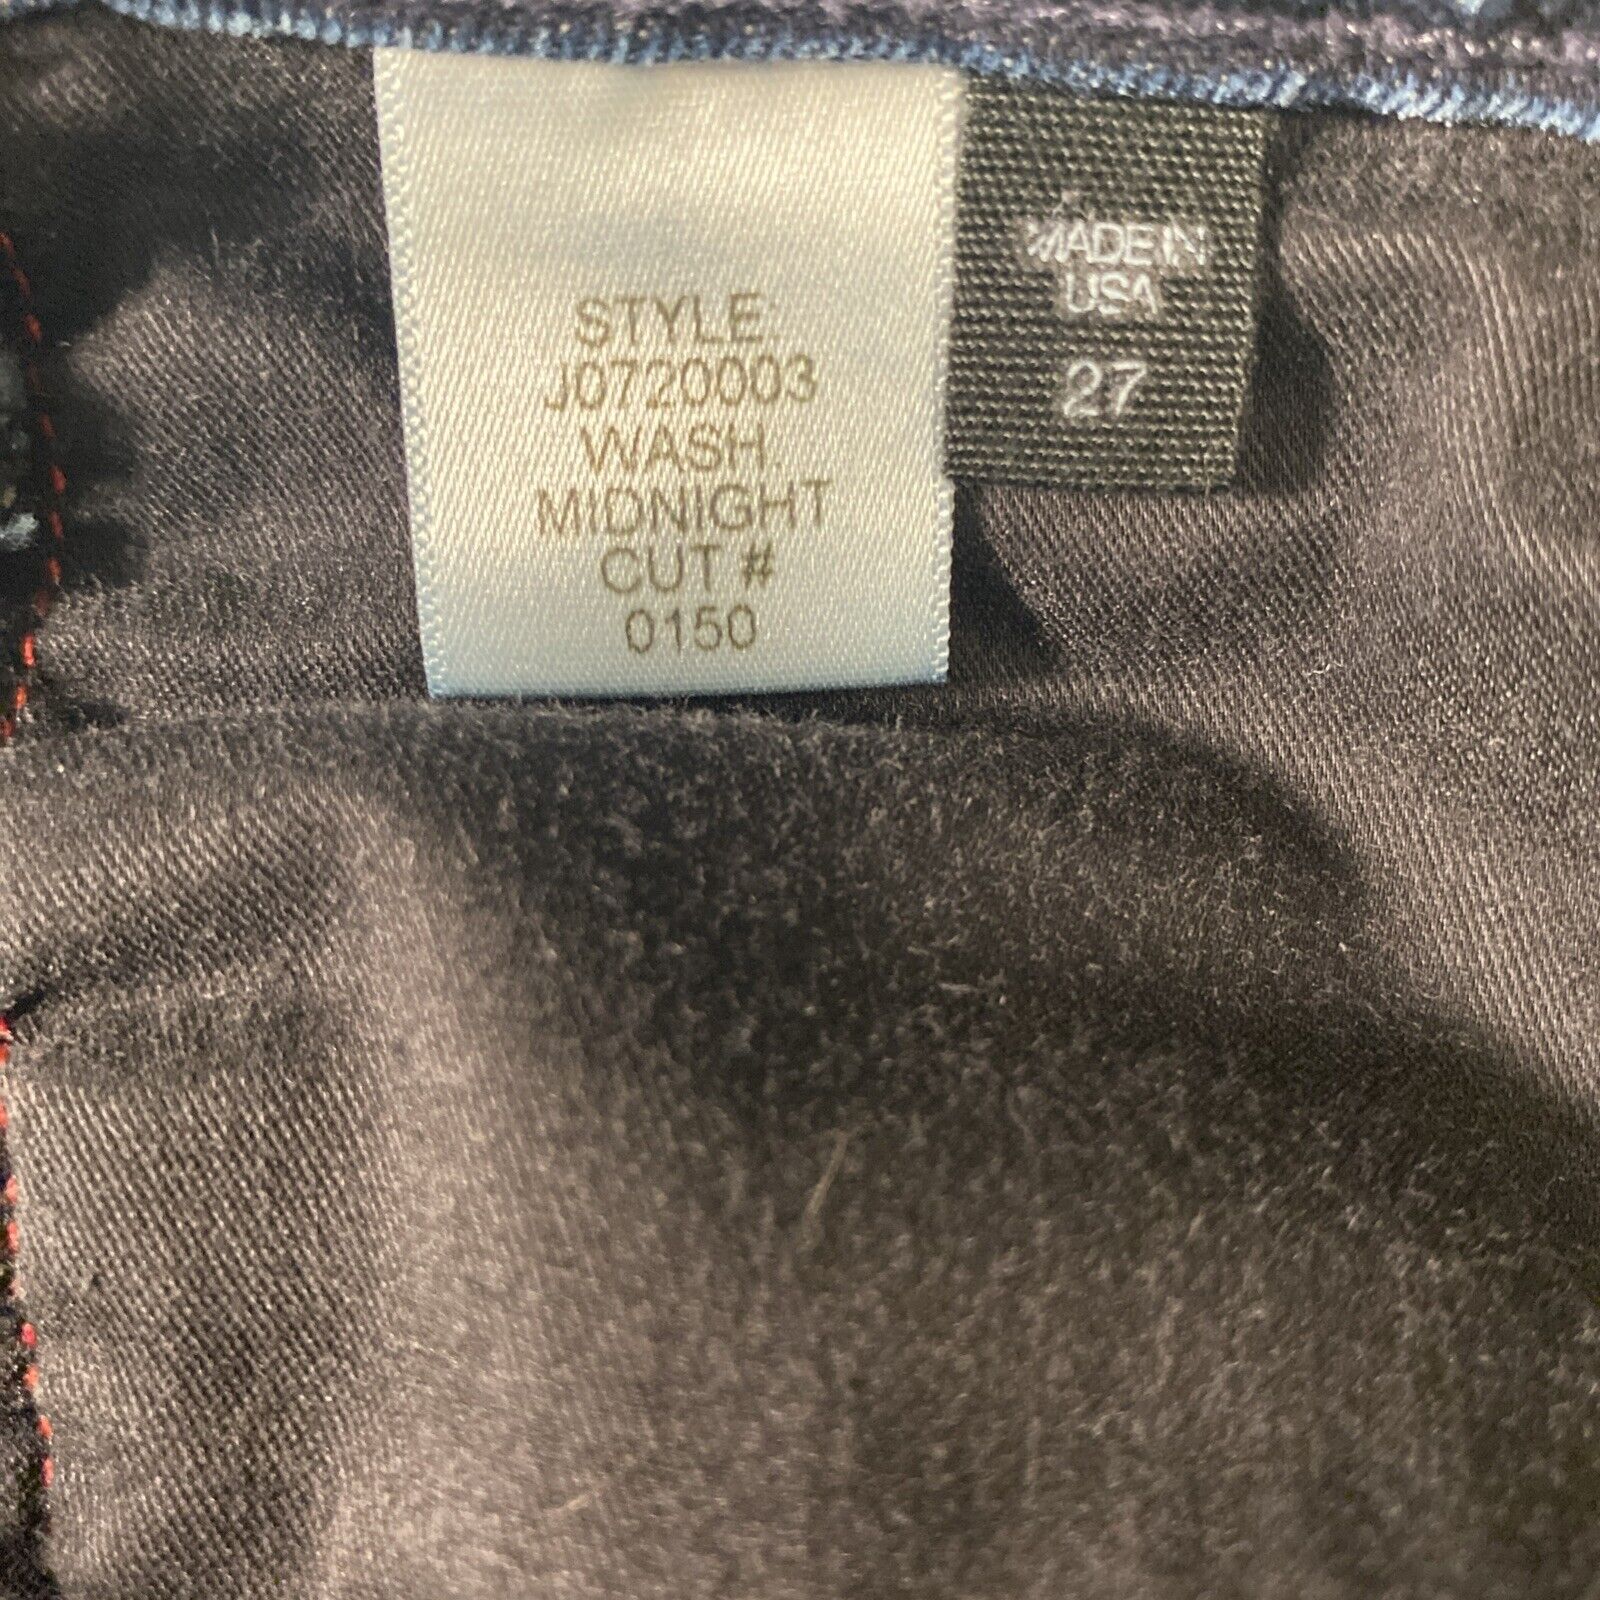 STYLE:
J0720003
WASH:
MIDNIGHT
CUT #
0150
MADE IN
USA
27